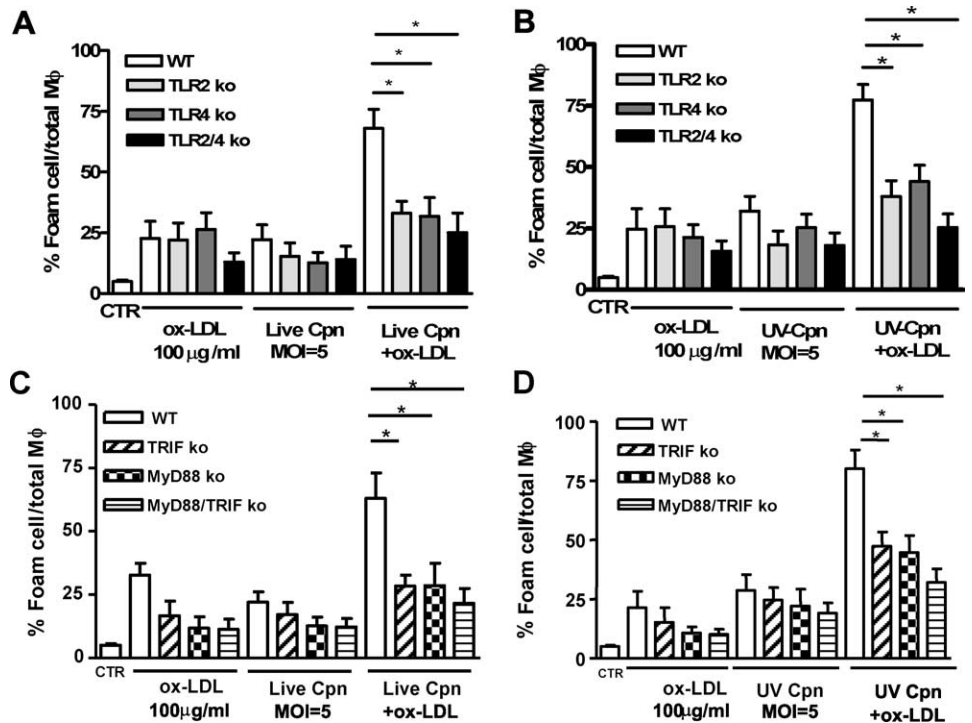 A
% Foam cell/total Mϕ
100
75
50
25
0
WT
TLR2 ko
TLR4 ko
TLR2/4 ko
*
*
*
CTR
ox-LDL
100 µg/ml
Live Cpn
MOI=5
Live Cpn
+ox-LDL
B
% Foam cell/total Mϕ
100
75
50
25
0
WT
TLR2 ko
TLR4 ko
TLR2/4 ko
*
*
*
CTR
ox-LDL
100 µg/ml
UV-Cpn
MOI=5
UV-Cpn
+ox-LDL
C
% Foam cell/total Mϕ
100
75
50
25
0
WT
TRIF ko
MyD88 ko
MyD88/TRIF ko
*
*
*
CTR
ox-LDL
100µg/ml
Live Cpn
MOI=5
Live Cpn
+ox-LDL
D
% Foam cell/total Mϕ
100
75
50
25
0
WT
TRIF ko
MyD88 ko
MyD88/TRIF ko
*
*
*
CTR
ox-LDL
100µg/ml
UV Cpn
MOI=5
UV Cpn
+ox-LDL